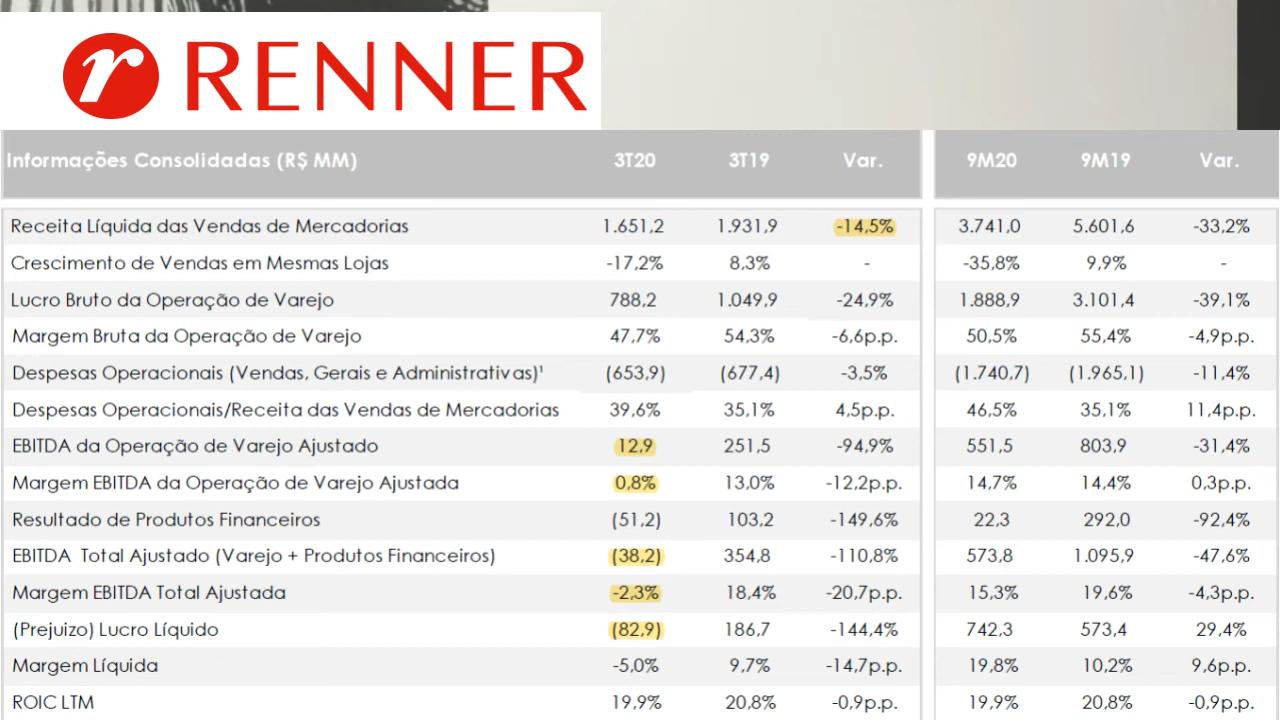 r RENNER
Informações Consolidadas (R$ MM) 3T20 3T19 Var. 9M20 9M19 Var.
Receita Líquida das Vendas de Mercadorias 1.651,2 1.931,9 -14,5% 3.741,0 5.601,6 -33,2%
Crescimento de Vendas em Mesmas Lojas -17,2% 8,3% - -35,8% 9,9% -
Lucro Bruto da Operação de Varejo 788,2 1.049,9 -24,9% 1.888,9 3.101,4 -39,1%
Margem Bruta da Operação de Varejo 47,7% 54,3% -6,6p.p. 50,5% 55,4% -4,9p.p.
Despesas Operacionais (Vendas, Gerais e Administrativas)¹ (653,9) (677,4) -3,5% (1.740,7) (1.965,1) -11,4%
Despesas Operacionais/Receita das Vendas de Mercadorias 39,6% 35,1% 4,5p.p. 46,5% 35,1% 11,4p.p.
EBITDA da Operação de Varejo Ajustado 12,9 251,5 -94,9% 551,5 803,9 -31,4%
Margem EBITDA da Operação de Varejo Ajustada 0,8% 13,0% -12,2p.p. 14,7% 14,4% 0,3p.p.
Resultado de Produtos Financeiros (51,2) 103,2 -149,6% 22,3 292,0 -92,4%
EBITDA Total Ajustado (Varejo + Produtos Financeiros) (38,2) 354,8 -110,8% 573,8 1.095,9 -47,6%
Margem EBITDA Total Ajustada -2,3% 18,4% -20,7p.p. 15,3% 19,6% -4,3p.p.
(Prejuizo) Lucro Líquido (82,9) 186,7 -144,4% 742,3 573,4 29,4%
Margem Líquida -5,0% 9,7% -14,7p.p. 19,8% 10,2% 9,6p.p.
ROIC LTM 19,9% 20,8% -0,9p.p. 19,9% 20,8% -0,9p.p.